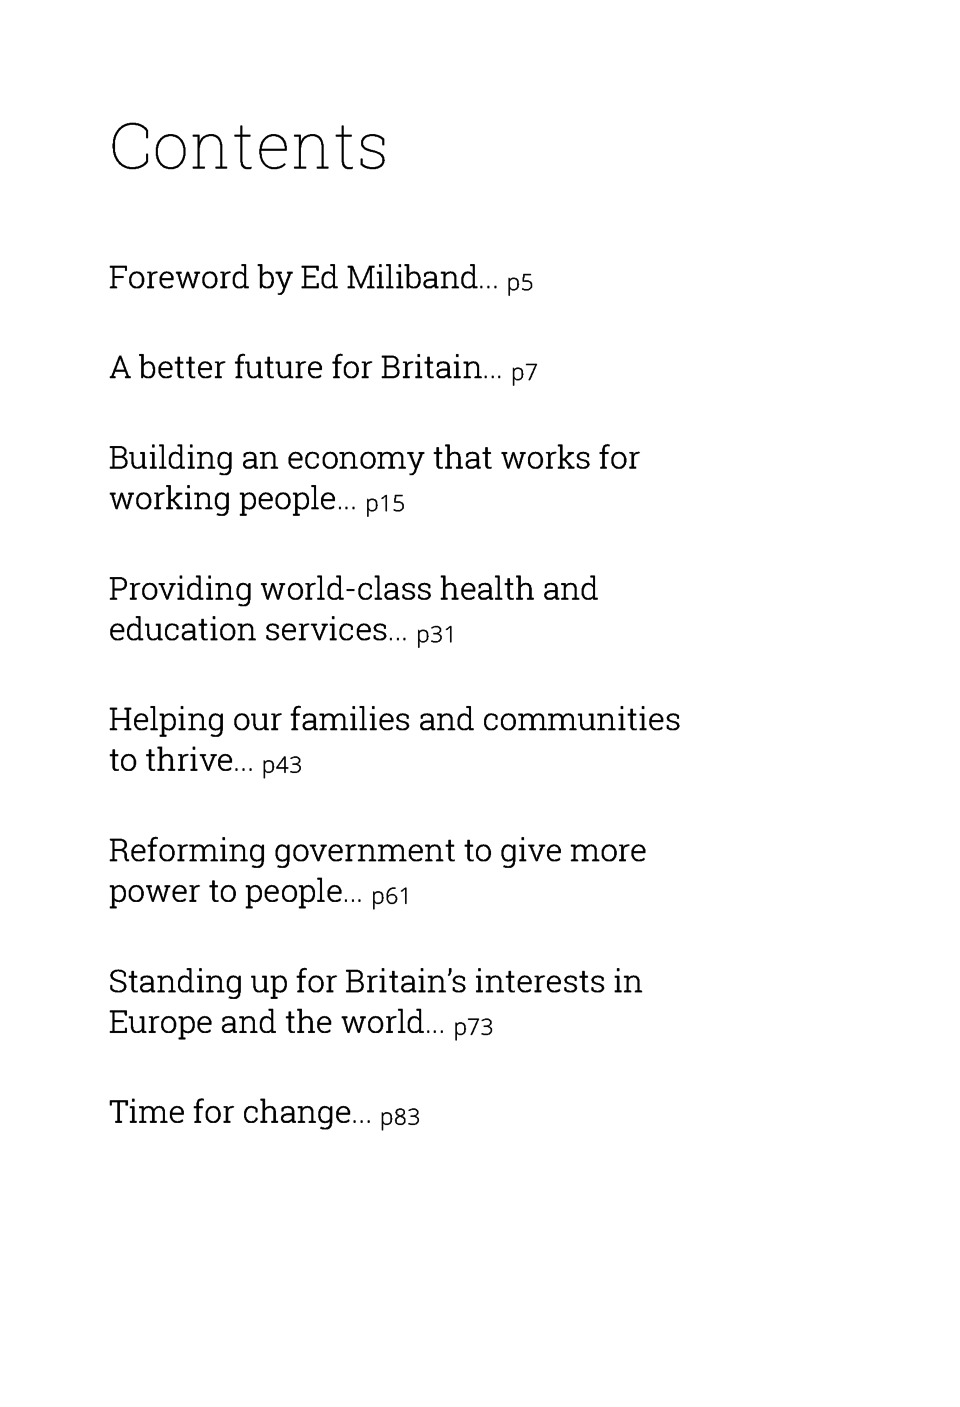 Contents
Foreword by Ed Miliband... p5
A better future for Britain... p7
Building an economy that works for
working people... p15
Providing world-class health and
education services... p31
Helping our families and communities
to thrive... p43
Reforming government to give more
power to people... p61
Standing up for Britain’s interests in
Europe and the world... p73
Time for change... p83